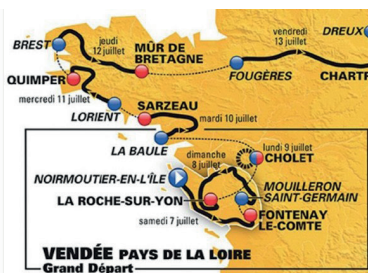 BREST
jeudi
12 juillet
MÛR DE
BRETAGNE
vendredi
13 juillet
DREUX
FOUGÈRES
CHARTR
QUIMPER
mercredi 11 juillet
LORIENT
SARZEAU
mardi 10 juillet
LA BAULE
dimanche
8 juillet
lundi 9 juillet
CHOLET
NOIRMOUTIER-EN-L'ÎLE
MOUILLERON
SAINT-GERMAIN
LA ROCHE-SUR-YON
samedi 7 juillet
FONTENAY
LE-COMTE
VENDÉE PAYS DE LA LOIRE
Grand Départ